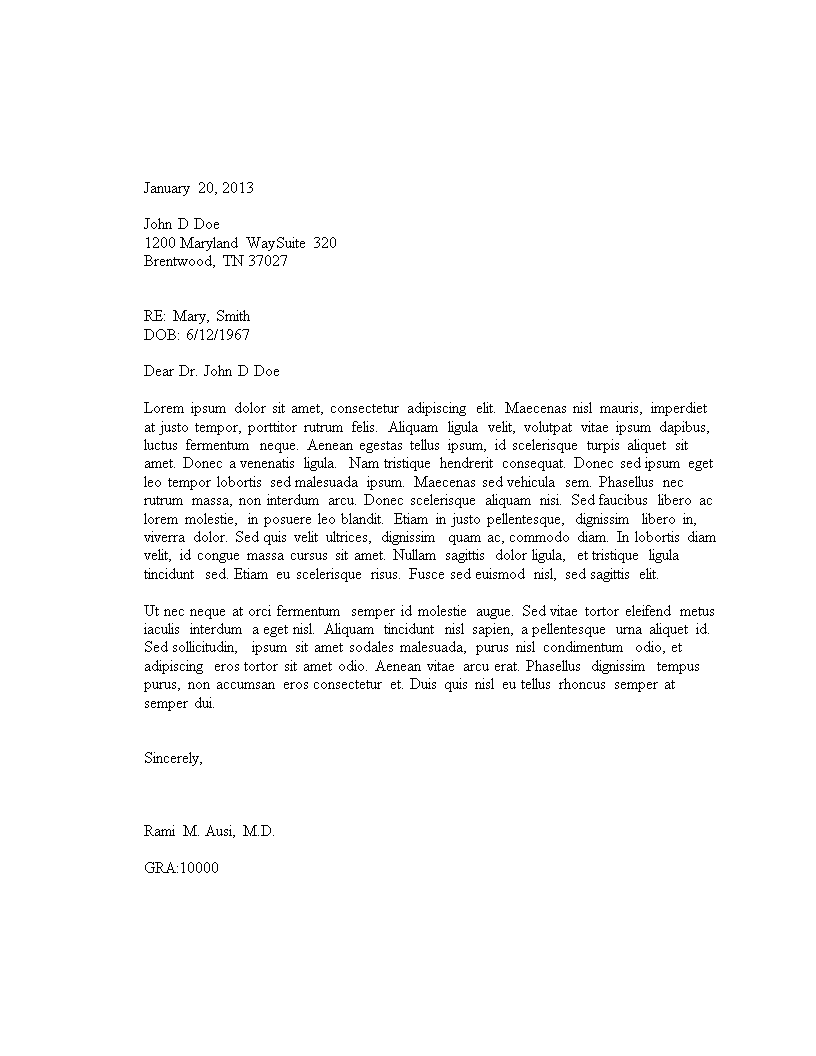 January 20, 2013
John D Doe
1200 Maryland WaySuite 320
Brentwood, TN 37027
RE: Mary, Smith
DOB: 6/12/1967
Dear Dr. John D Doe
Lorem ipsum dolor sit amet, consectetur adipiscing elit. Maecenas nisl mauris, imperdiet
at justo tempor, porttitor rutrum felis. Aliquam ligula velit, volutpat vitae ipsum dapibus,
luctus fermentum neque. Aenean egestas tellus ipsum, id scelerisque turpis aliquet sit
amet. Donec a venenatis ligula. Nam tristique hendrerit consequat. Donec sed ipsum eget
leo tempor lobortis sed malesuada ipsum. Maecenas sed vehicula sem. Phasellus nec
rutrum massa, non interdum arcu. Donec scelerisque aliquam nisi. Sed faucibus libero ac
lorem molestie, in posuere leo blandit. Etiam in justo pellentesque, dignissim libero in,
viverra dolor. Sed quis velit ultrices, dignissim quam ac, commodo diam. In lobortis diam
velit, id congue massa cursus sit amet. Nullam sagittis dolor ligula, et tristique ligula
tincidunt sed. Etiam eu scelerisque risus. Fusce sed euismod nisl, sed sagittis elit.
Ut nec neque at orci fermentum semper id molestie augue. Sed vitae tortor eleifend metus
iaculis interdum a eget nisl. Aliquam tincidunt nisl sapien, a pellentesque urna aliquet id.
Sed sollicitudin, ipsum sit amet sodales malesuada, purus nisl condimentum odio, et
adipiscing eros tortor sit amet odio. Aenean vitae arcu erat. Phasellus dignissim tempus
purus, non accumsan eros consectetur et. Duis quis nisl eu tellus rhoncus semper at
semper dui.
Sincerely,
Rami M. Ausi, M.D.
GRA:10000